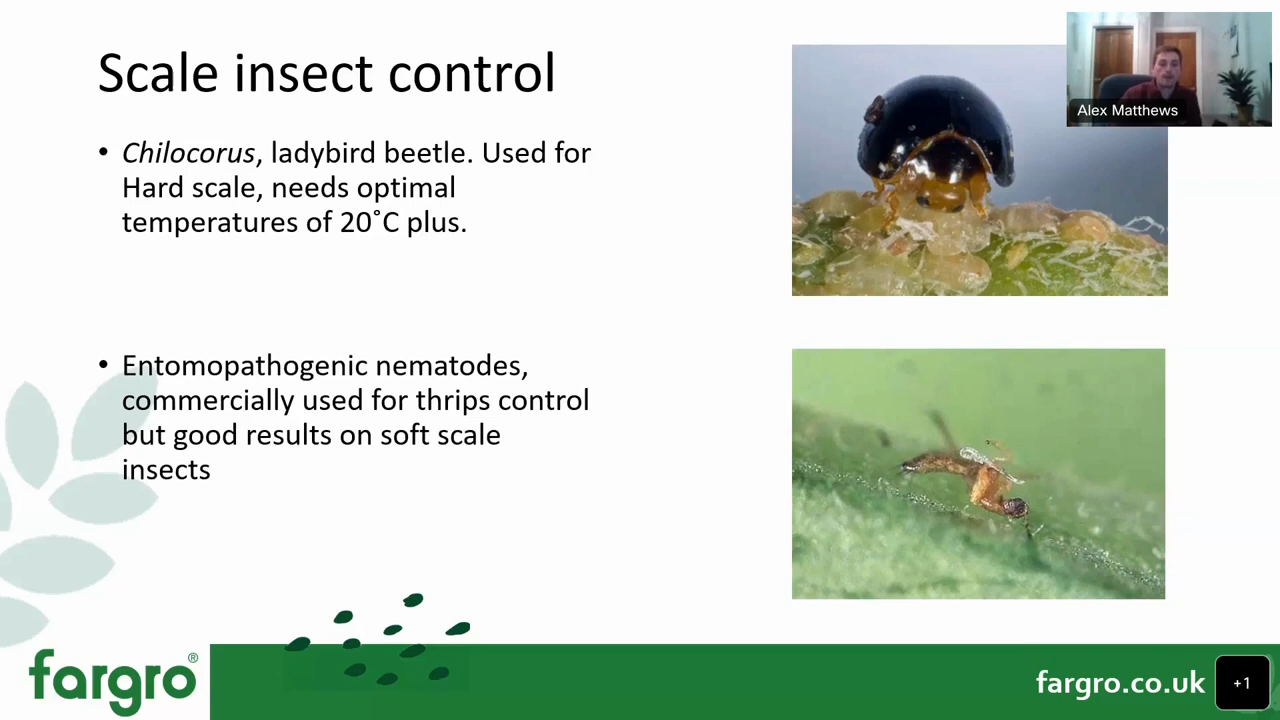 Scale insect control
• Chilocorus, ladybird beetle. Used for
Hard scale, needs optimal
temperatures of 20˚C plus.
• Entomopathogenic nematodes,
commercially used for thrips control
but good results on soft scale
insects
Alex Matthews
fargro®
fargro.co.uk
+1